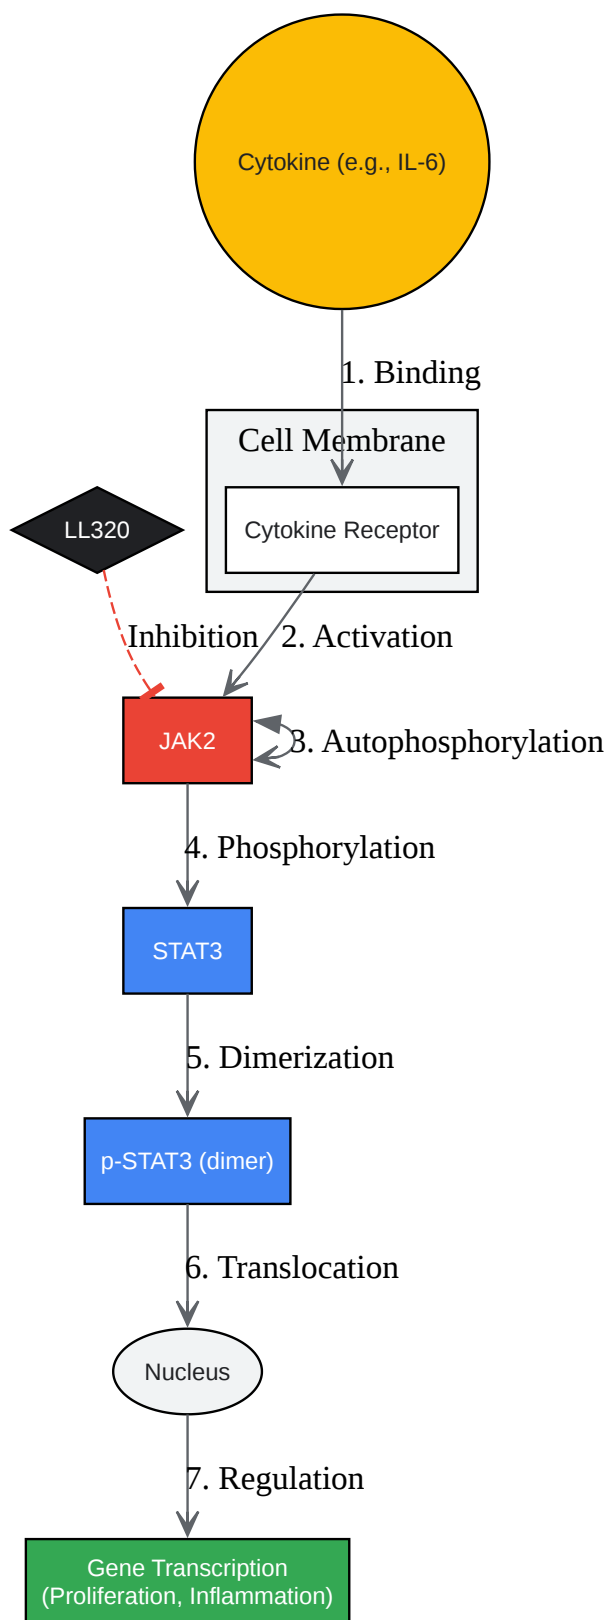 Cytokine (e.g., IL-6)
1. Binding
Cell Membrane
LL320
Cytokine Receptor
Inhibition
2. Activation
JAK2
3. Autophosphorylation
4. Phosphorylation
STAT3
5. Dimerization
p-STAT3 (dimer)
6. Translocation
Nucleus
7. Regulation
Gene Transcription
(Proliferation, Inflammation)